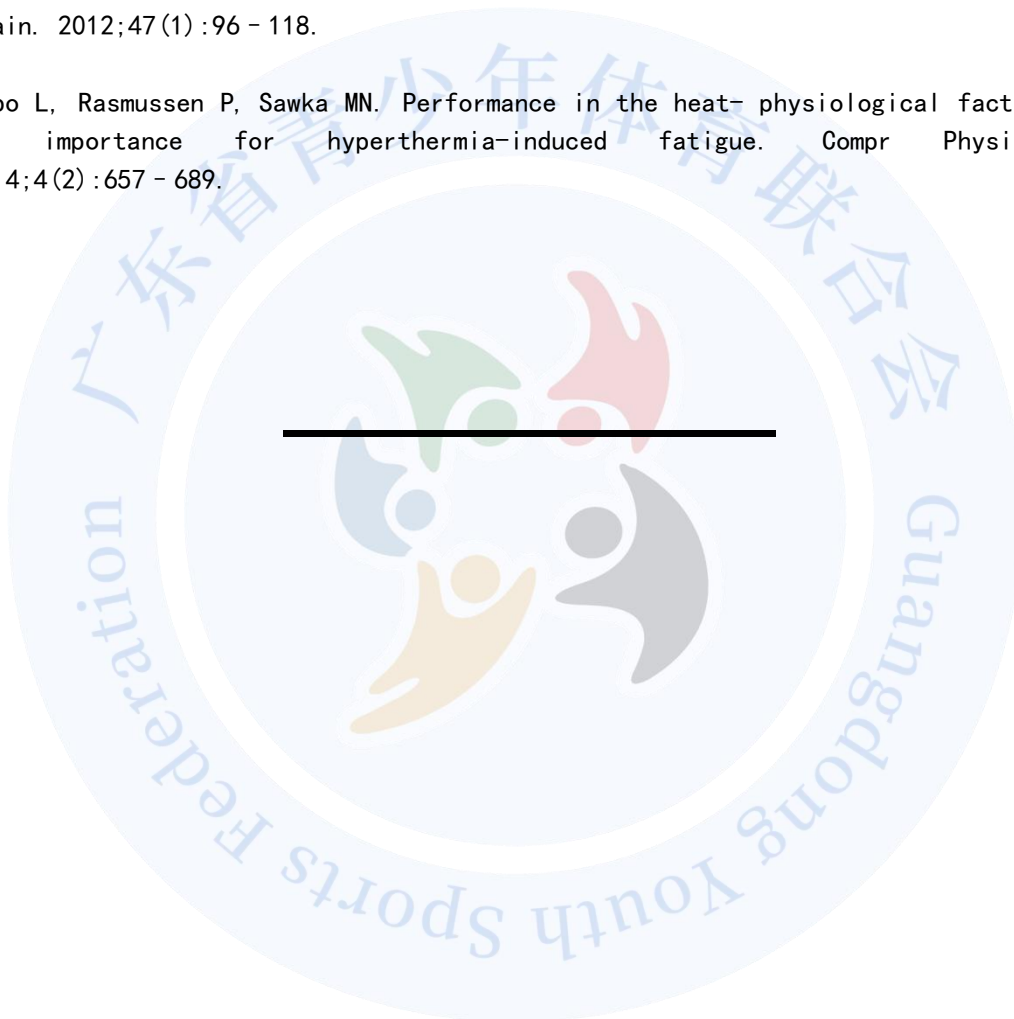 ain. 2012;47(1):96–118.
oo L, Rasmussen P, Sawka MN. Performance in the heat- physiological fact
importance for hyperthermia-induced fatigue. Compr Physi
4;4(2):657–689.
广东省青少年体育联合会
Guangdong Youth Sports Federation